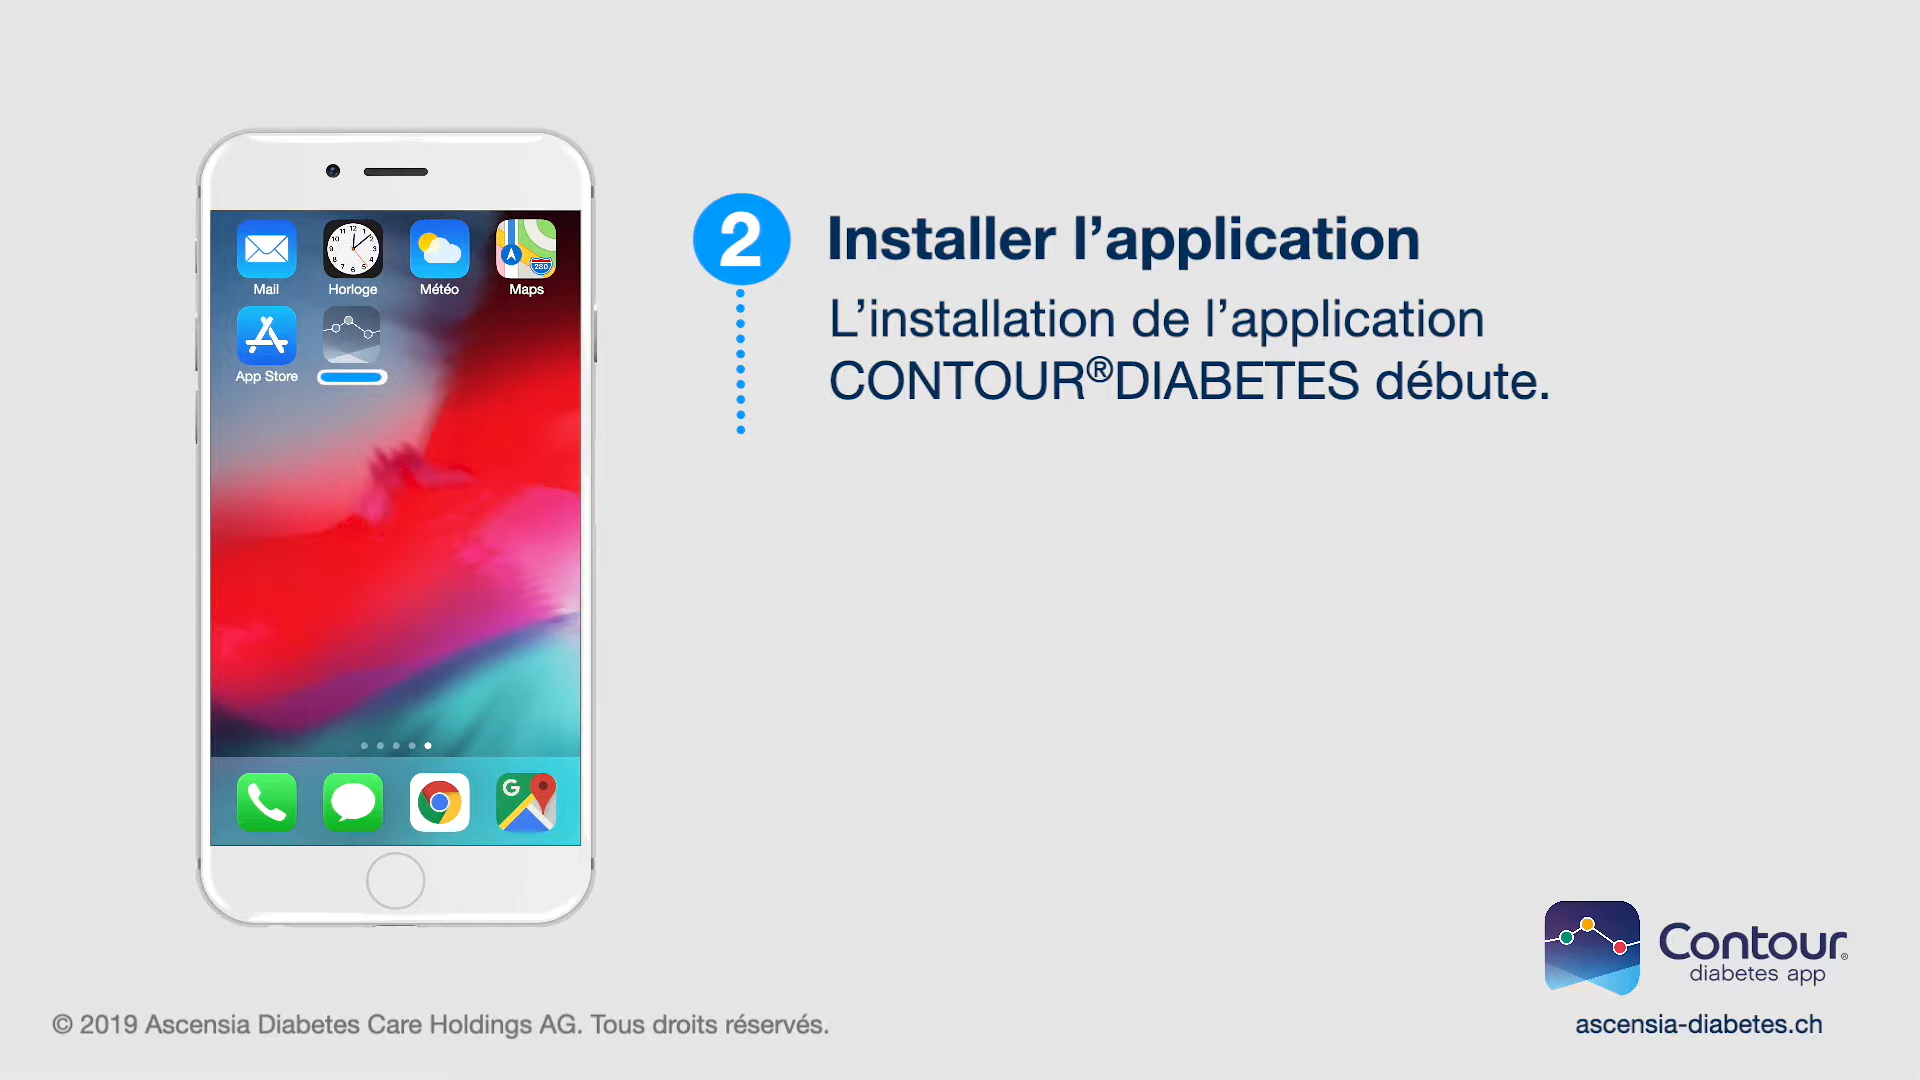 Mail Horloge Météo Maps
280
App Store
2 Installer l’application
L’installation de l’application
CONTOUR®DIABETES débute.
G
Contour®
diabetes app
© 2019 Ascensia Diabetes Care Holdings AG. Tous droits réservés.
ascensia-diabetes.ch